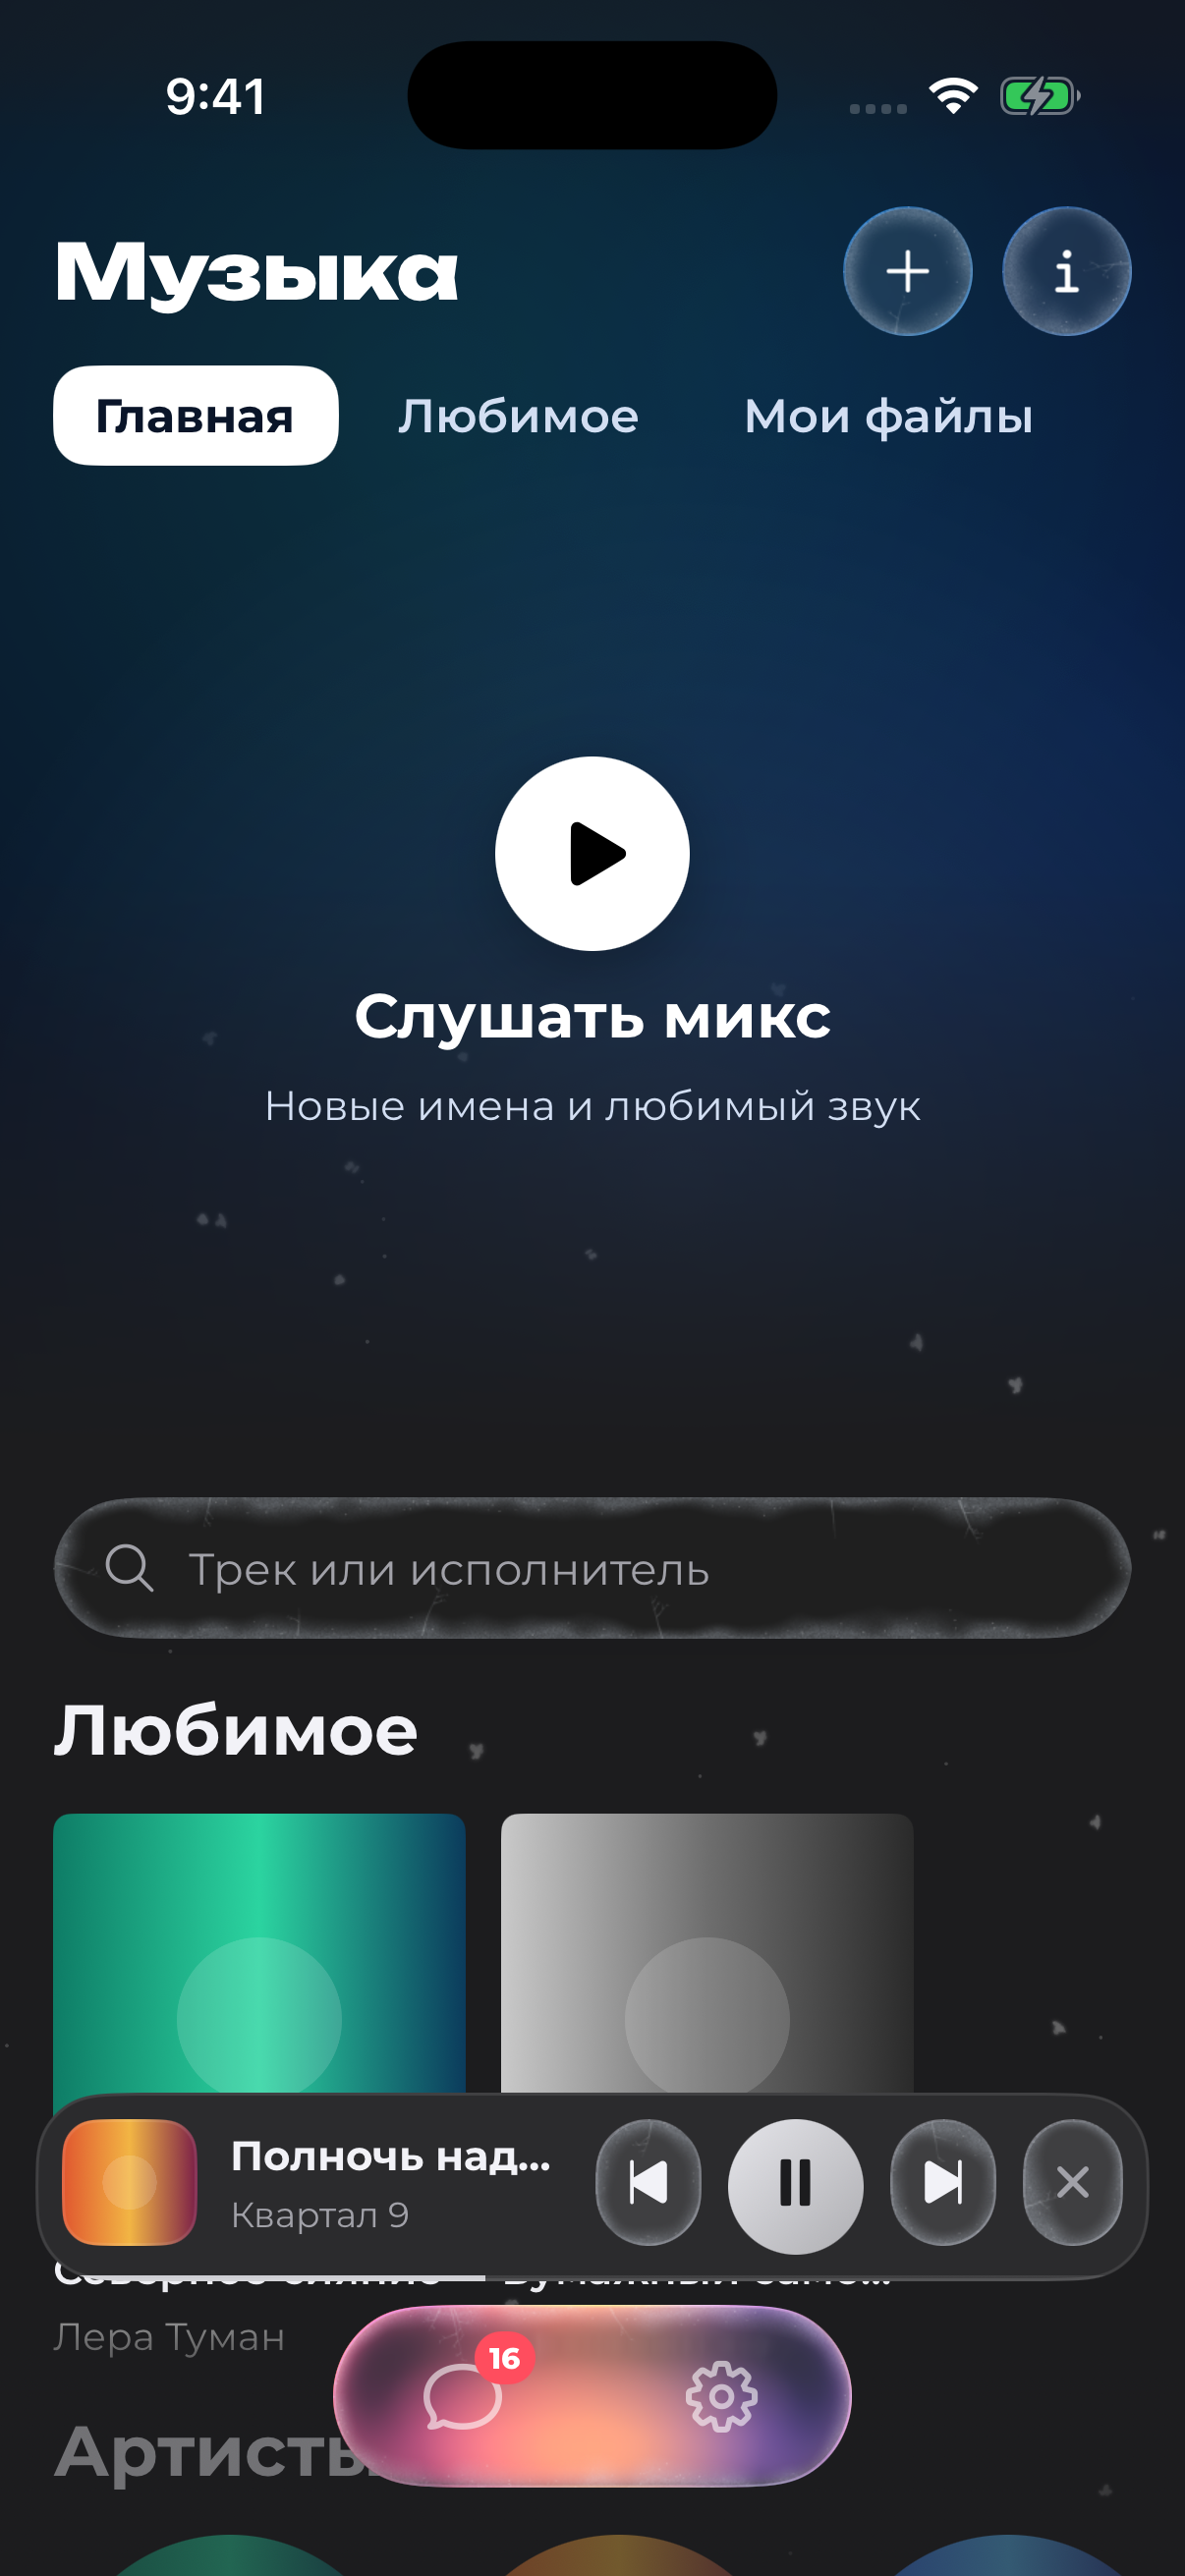 9:41
Музыка
Главная Любимое Мои файлы
Слушать микс
Новые имена и любимый звук
Трек или исполнитель
Любимое
Полночь над...
Квартал 9
Лера Туман
16
Артисты